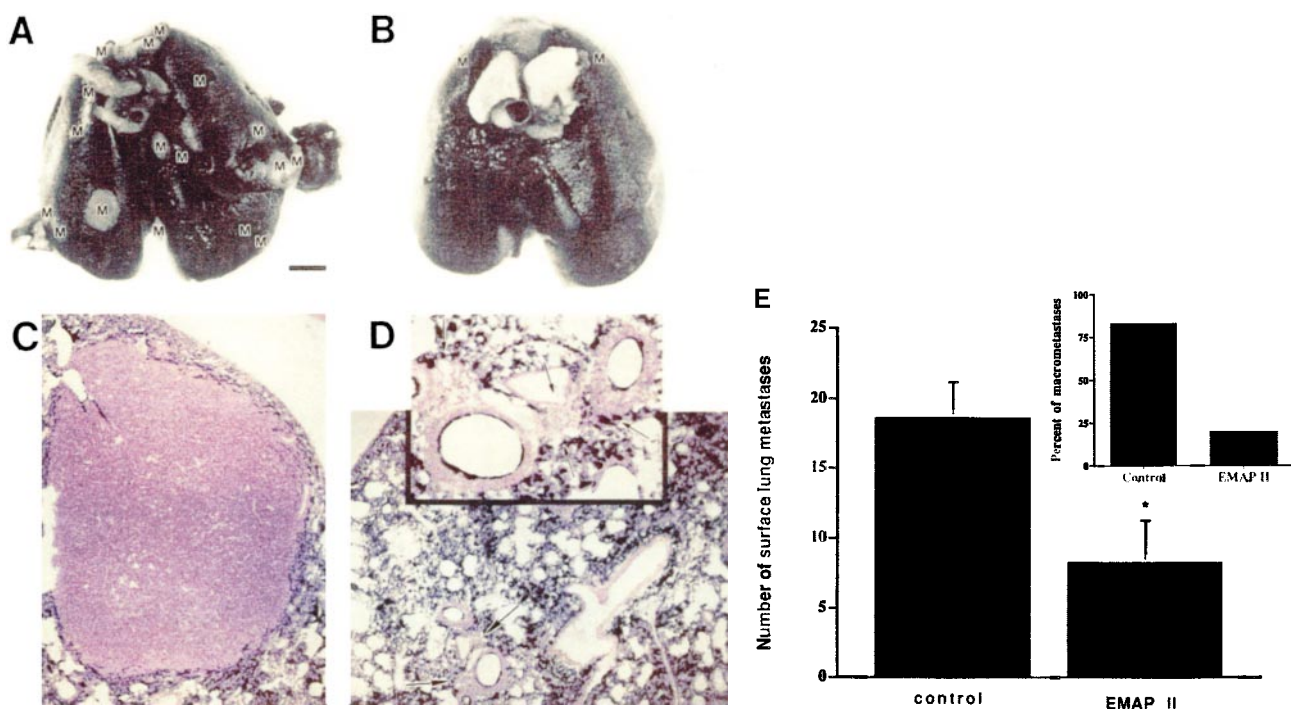 A
M M M
M
M
M
M
M M
M M
M
M
M
M
M
M
M
B
M M
C
D
E
Number of surface lung metastases
25
20
15
10
5
0
control
EMAP II
*
Percent of macrometastases
100
75
50
25
0
Control
EMAP II